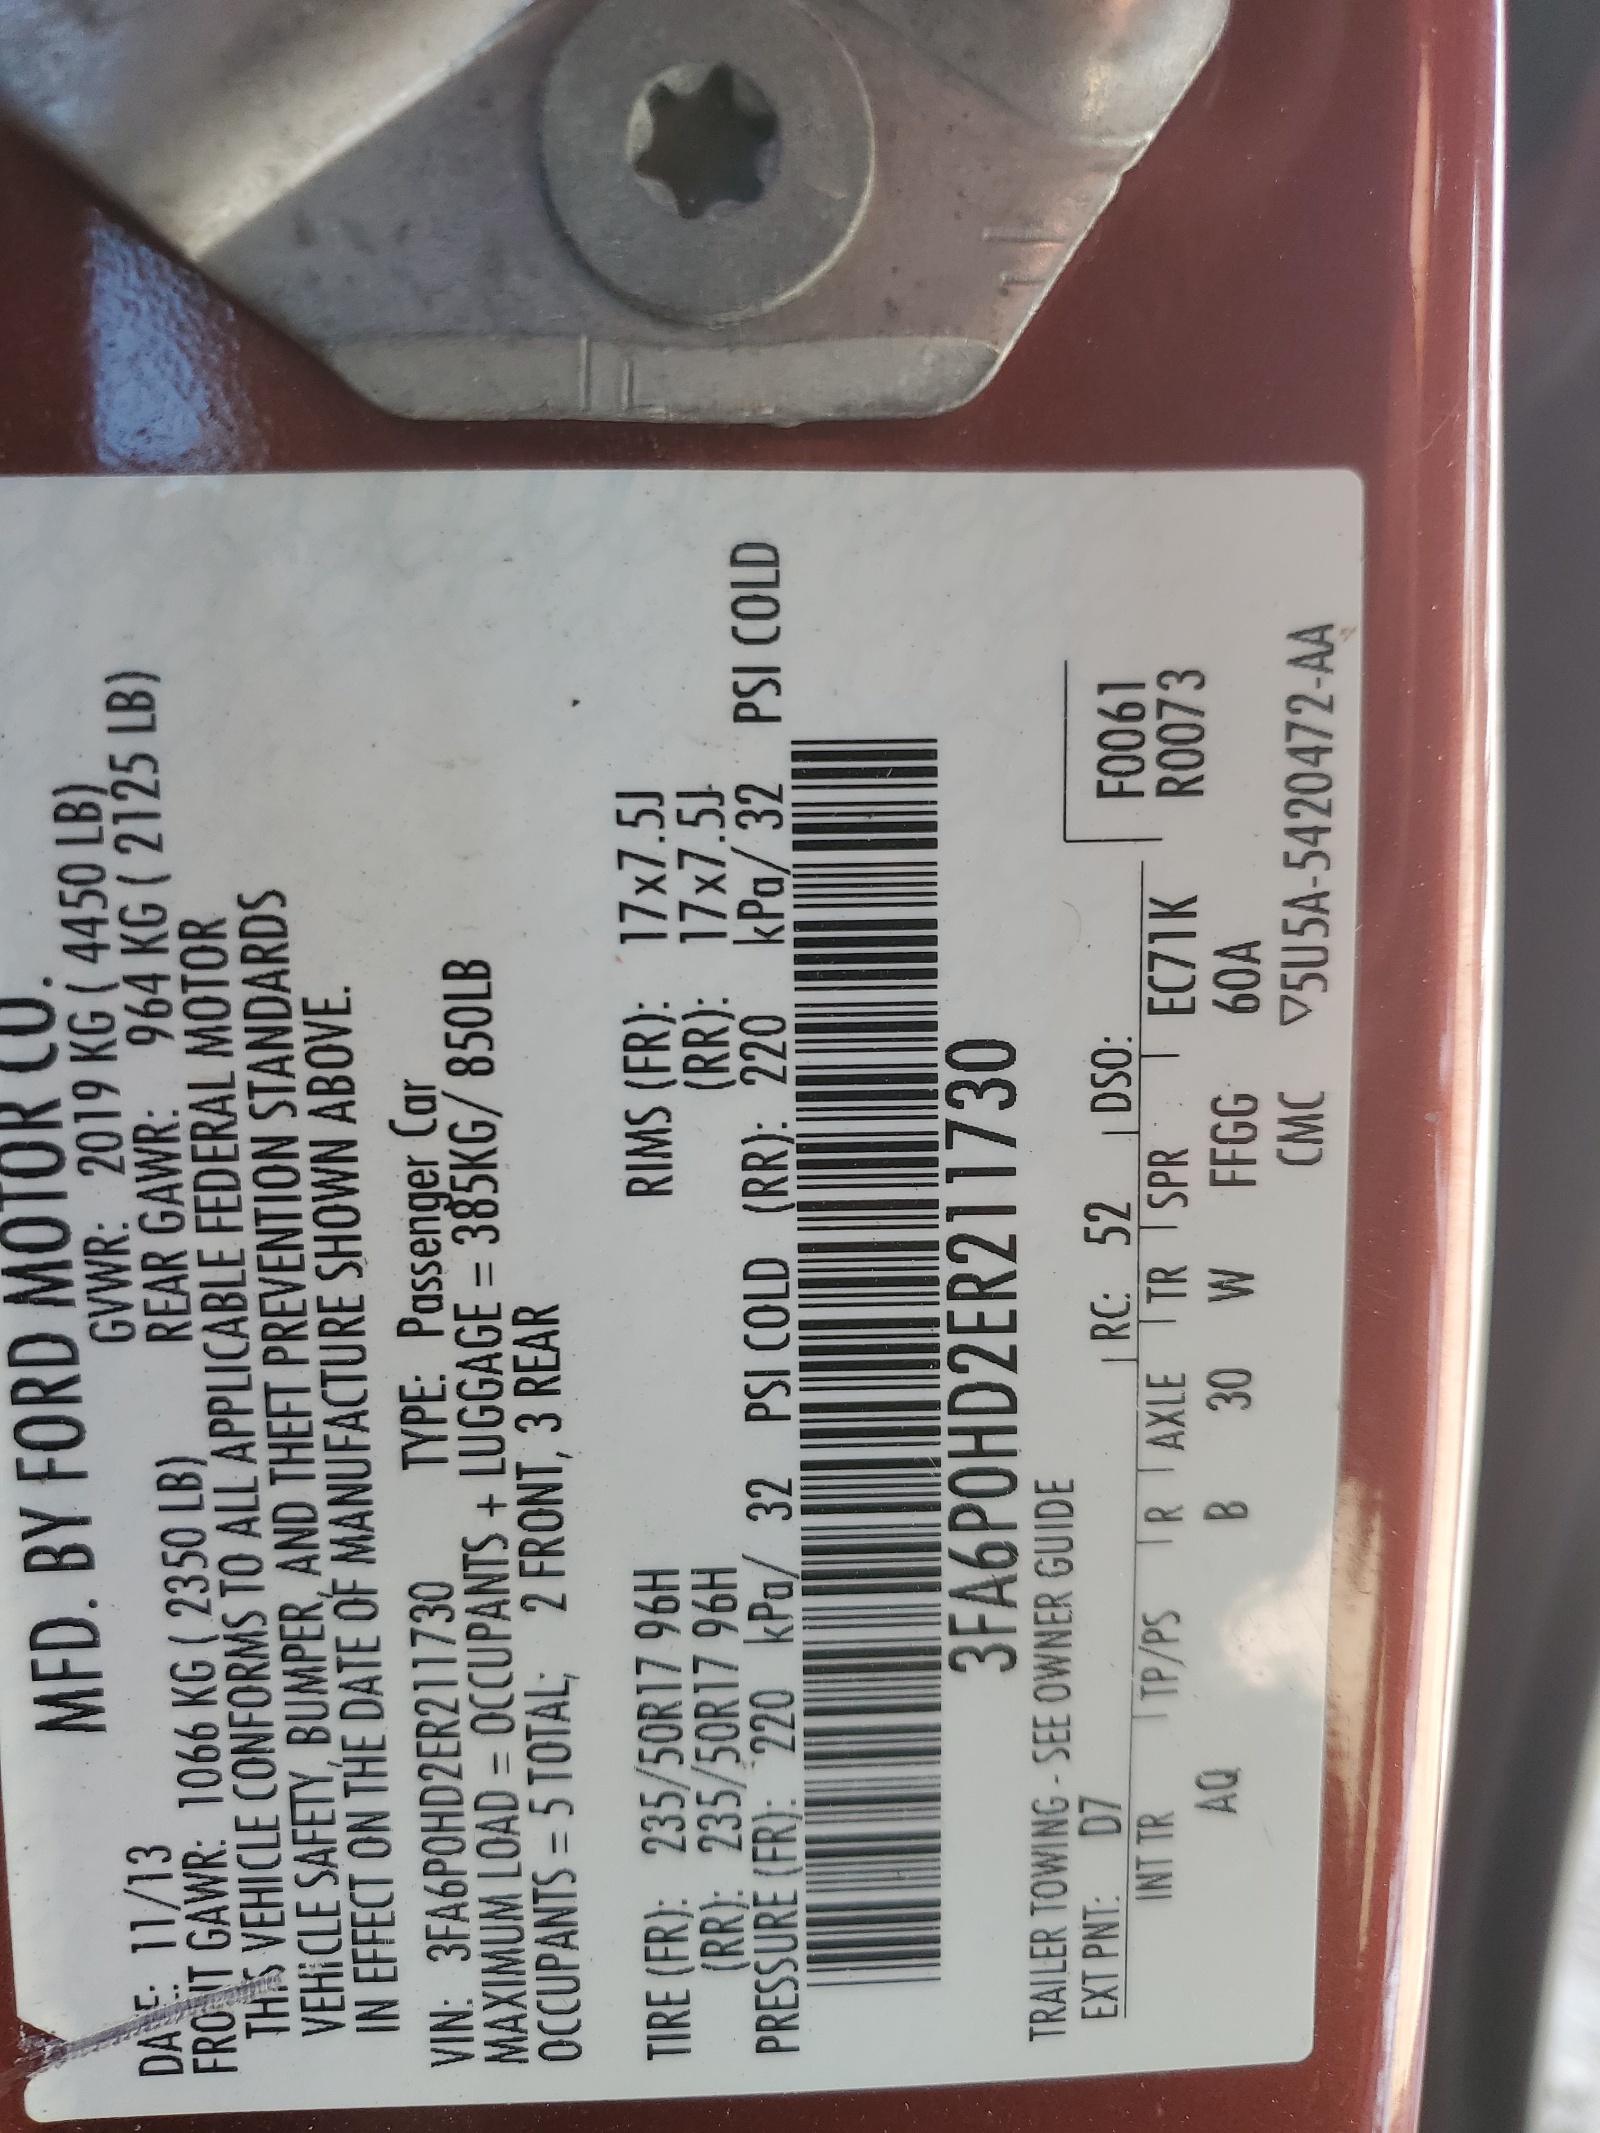 MFD. BY FORD MOTOR CO.
DATE: 11/13 GVWR: 2019 KG ( 4450 LB)
FRONT GAWR: 1066 KG ( 2350 LB) REAR GAWR: 964 KG ( 2125 LB)
THIS VEHICLE CONFORMS TO ALL APPLICABLE FEDERAL MOTOR
VEHICLE SAFETY, BUMPER, AND THEFT PREVENTION STANDARDS
IN EFFECT ON THE DATE OF MANUFACTURE SHOWN ABOVE.
VIN: 3FA6P0HD2ER211730 TYPE: Passenger Car
MAXIMUM LOAD = OCCUPANTS + LUGGAGE = 385KG/ 850LB
OCCUPANTS = 5 TOTAL; 2 FRONT, 3 REAR
TIRE (FR): 235/50R17 96H RIMS (FR): 17x7.5J
(RR): 235/50R17 96H (RR): 17x7.5J
PRESSURE (FR): 220 kPa/ 32 PSI COLD (RR): 220 kPa/ 32 PSI COLD
3FA6P0HD2ER211730
TRAILER TOWING - SEE OWNER GUIDE
EXT PNT: D7 RC: 52 DSO: F0061
R0073
INT TR TP/PS R AXLE TR SPR EC71K
AQ B 30 W FFGG 60A
CMC ▽5U5A-5420472-AA